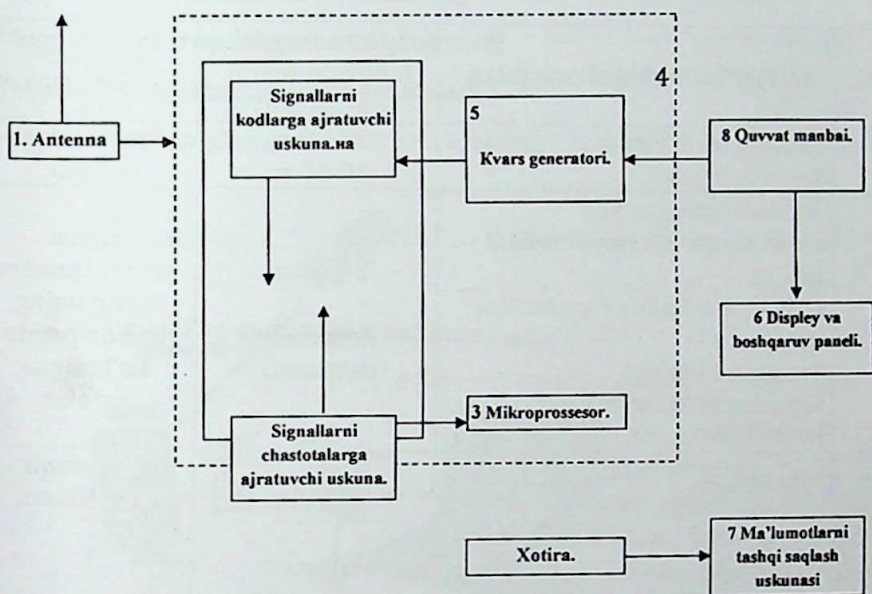 4
Signallarni
kodlarga ajratuvchi
uskuna.на
1. Antenna
5
Kvars generatori.
8 Quvvat manbai.
6 Displey va
boshqaruv paneli.
3 Mikroprossesor.
Signallarni
chastotalarga
ajratuvchi uskuna.
Xotira.
7 Ma'lumotlarni
tashqi saqlash
uskunasi